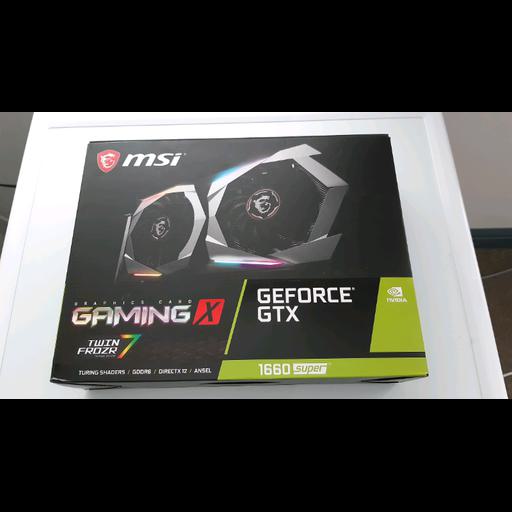 msi
GRAPHICS CARD
GAMING X
TWIN
FROZR 7
GEFORCE®
GTX
NVIDIA
1660 SUPER
TURING SHADERS / GDDR6 / DIRECTX 12 / ANSEL